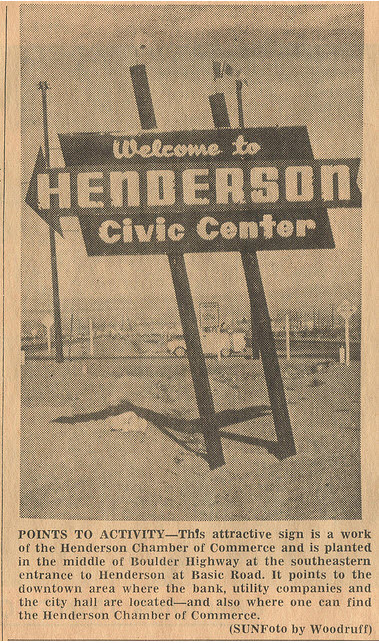 Welcome to
HENDERSON
Civic Center
POINTS TO ACTIVITY—This attractive sign is a work
of the Henderson Chamber of Commerce and is planted
in the middle of Boulder Highway at the southeastern
entrance to Henderson at Basic Road. It points to the
downtown area where the bank, utility companies and
the city hall are located—and also where one can find
the Henderson Chamber of Commerce.
(SUNFoto by Woodruff)